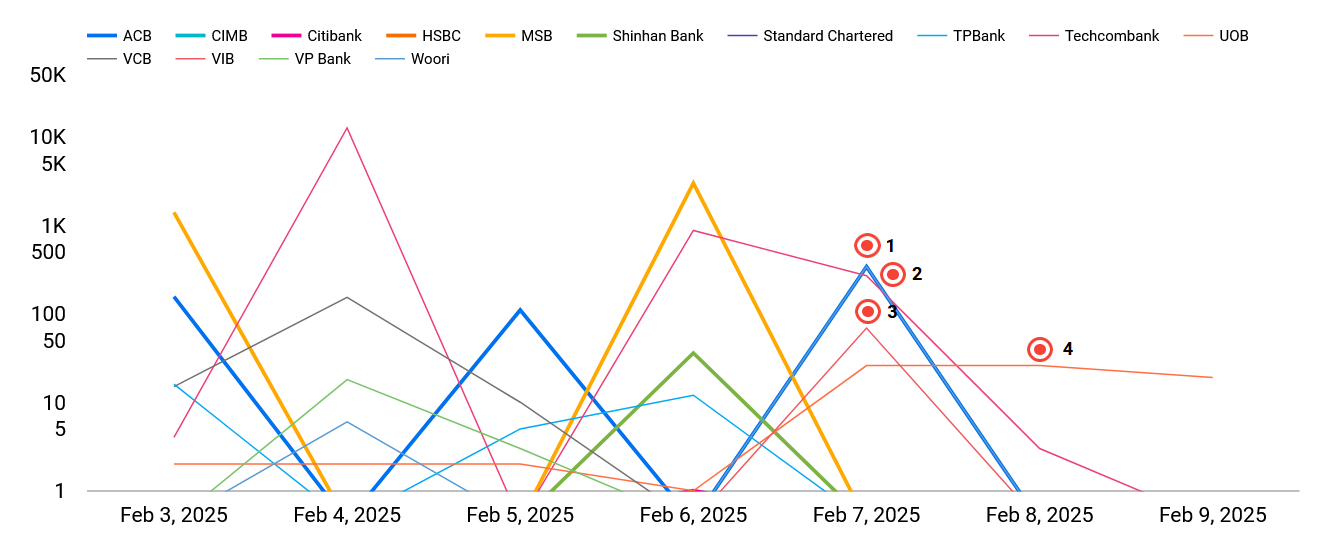 ACB CIMB Citibank HSBC MSB Shinhan Bank Standard Chartered TPBank Techcombank UOB
VCB VIB VP Bank Woori
50K
10K
5K
1K
500
1
2
100
3
50
4
10
5
1
Feb 3, 2025 Feb 4, 2025 Feb 5, 2025 Feb 6, 2025 Feb 7, 2025 Feb 8, 2025 Feb 9, 2025